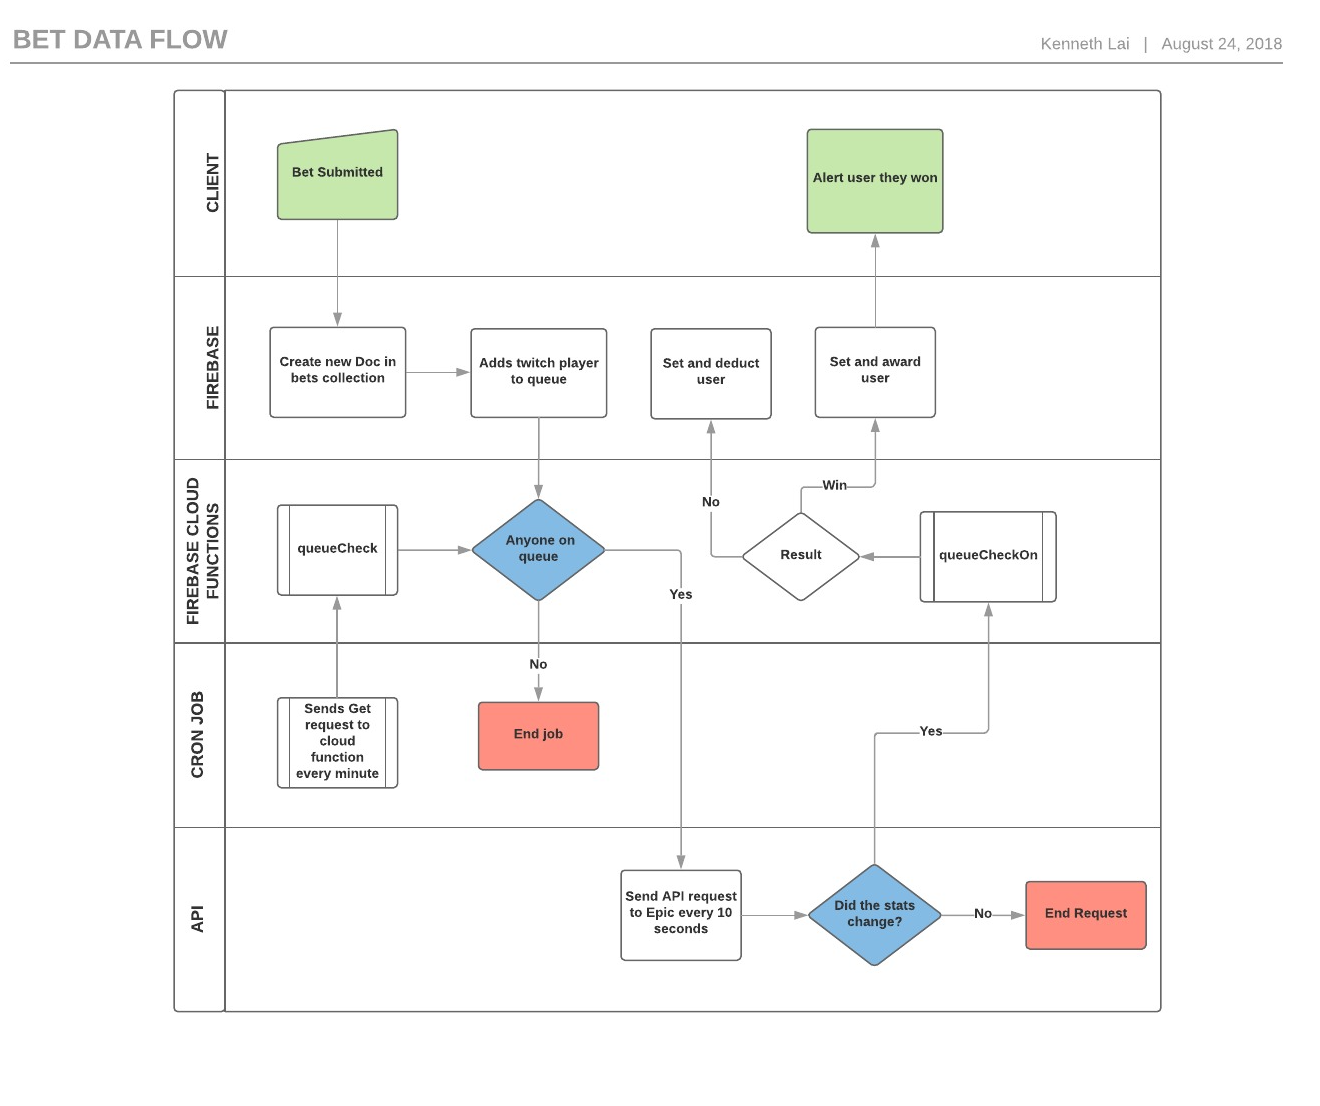 BET DATA FLOW
Kenneth Lai | August 24, 2018
CLIENT
Bet Submitted
Alert user they won
FIREBASE
Create new Doc in
bets collection
Adds twitch player
to queue
Set and deduct
user
Set and award
user
FIREBASE CLOUD
FUNCTIONS
queueCheck
Anyone on
queue
No
Result
Win
queueCheckOn
Yes
CRON JOB
Sends Get
request to
cloud
function
every minute
No
End job
Yes
API
Send API request
to Epic every 10
seconds
Did the stats
change?
No
End Request